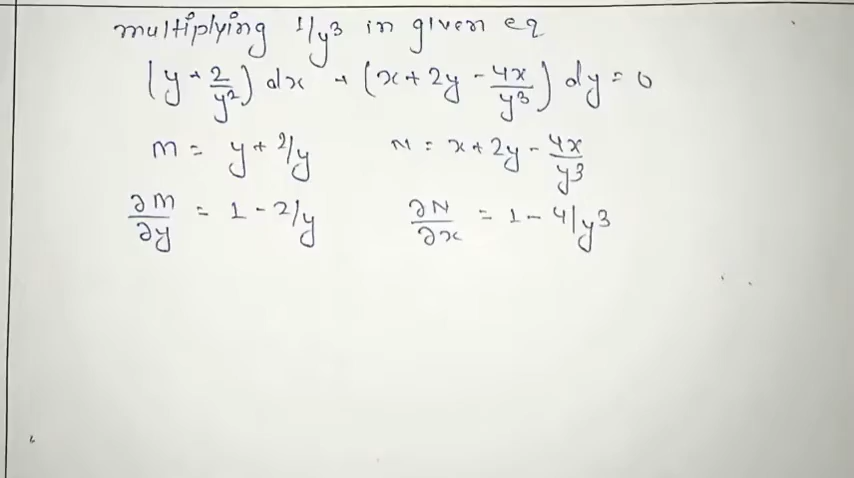 multiplying 1/y³ in given eq
(y + 2/y²) dx + (x + 2y - 4x/y³) dy = 0
m = y + 2/y N = x + 2y - 4x/y³
∂m/∂y = 1 - 2/y ∂N/∂x = 1 - 4/y³